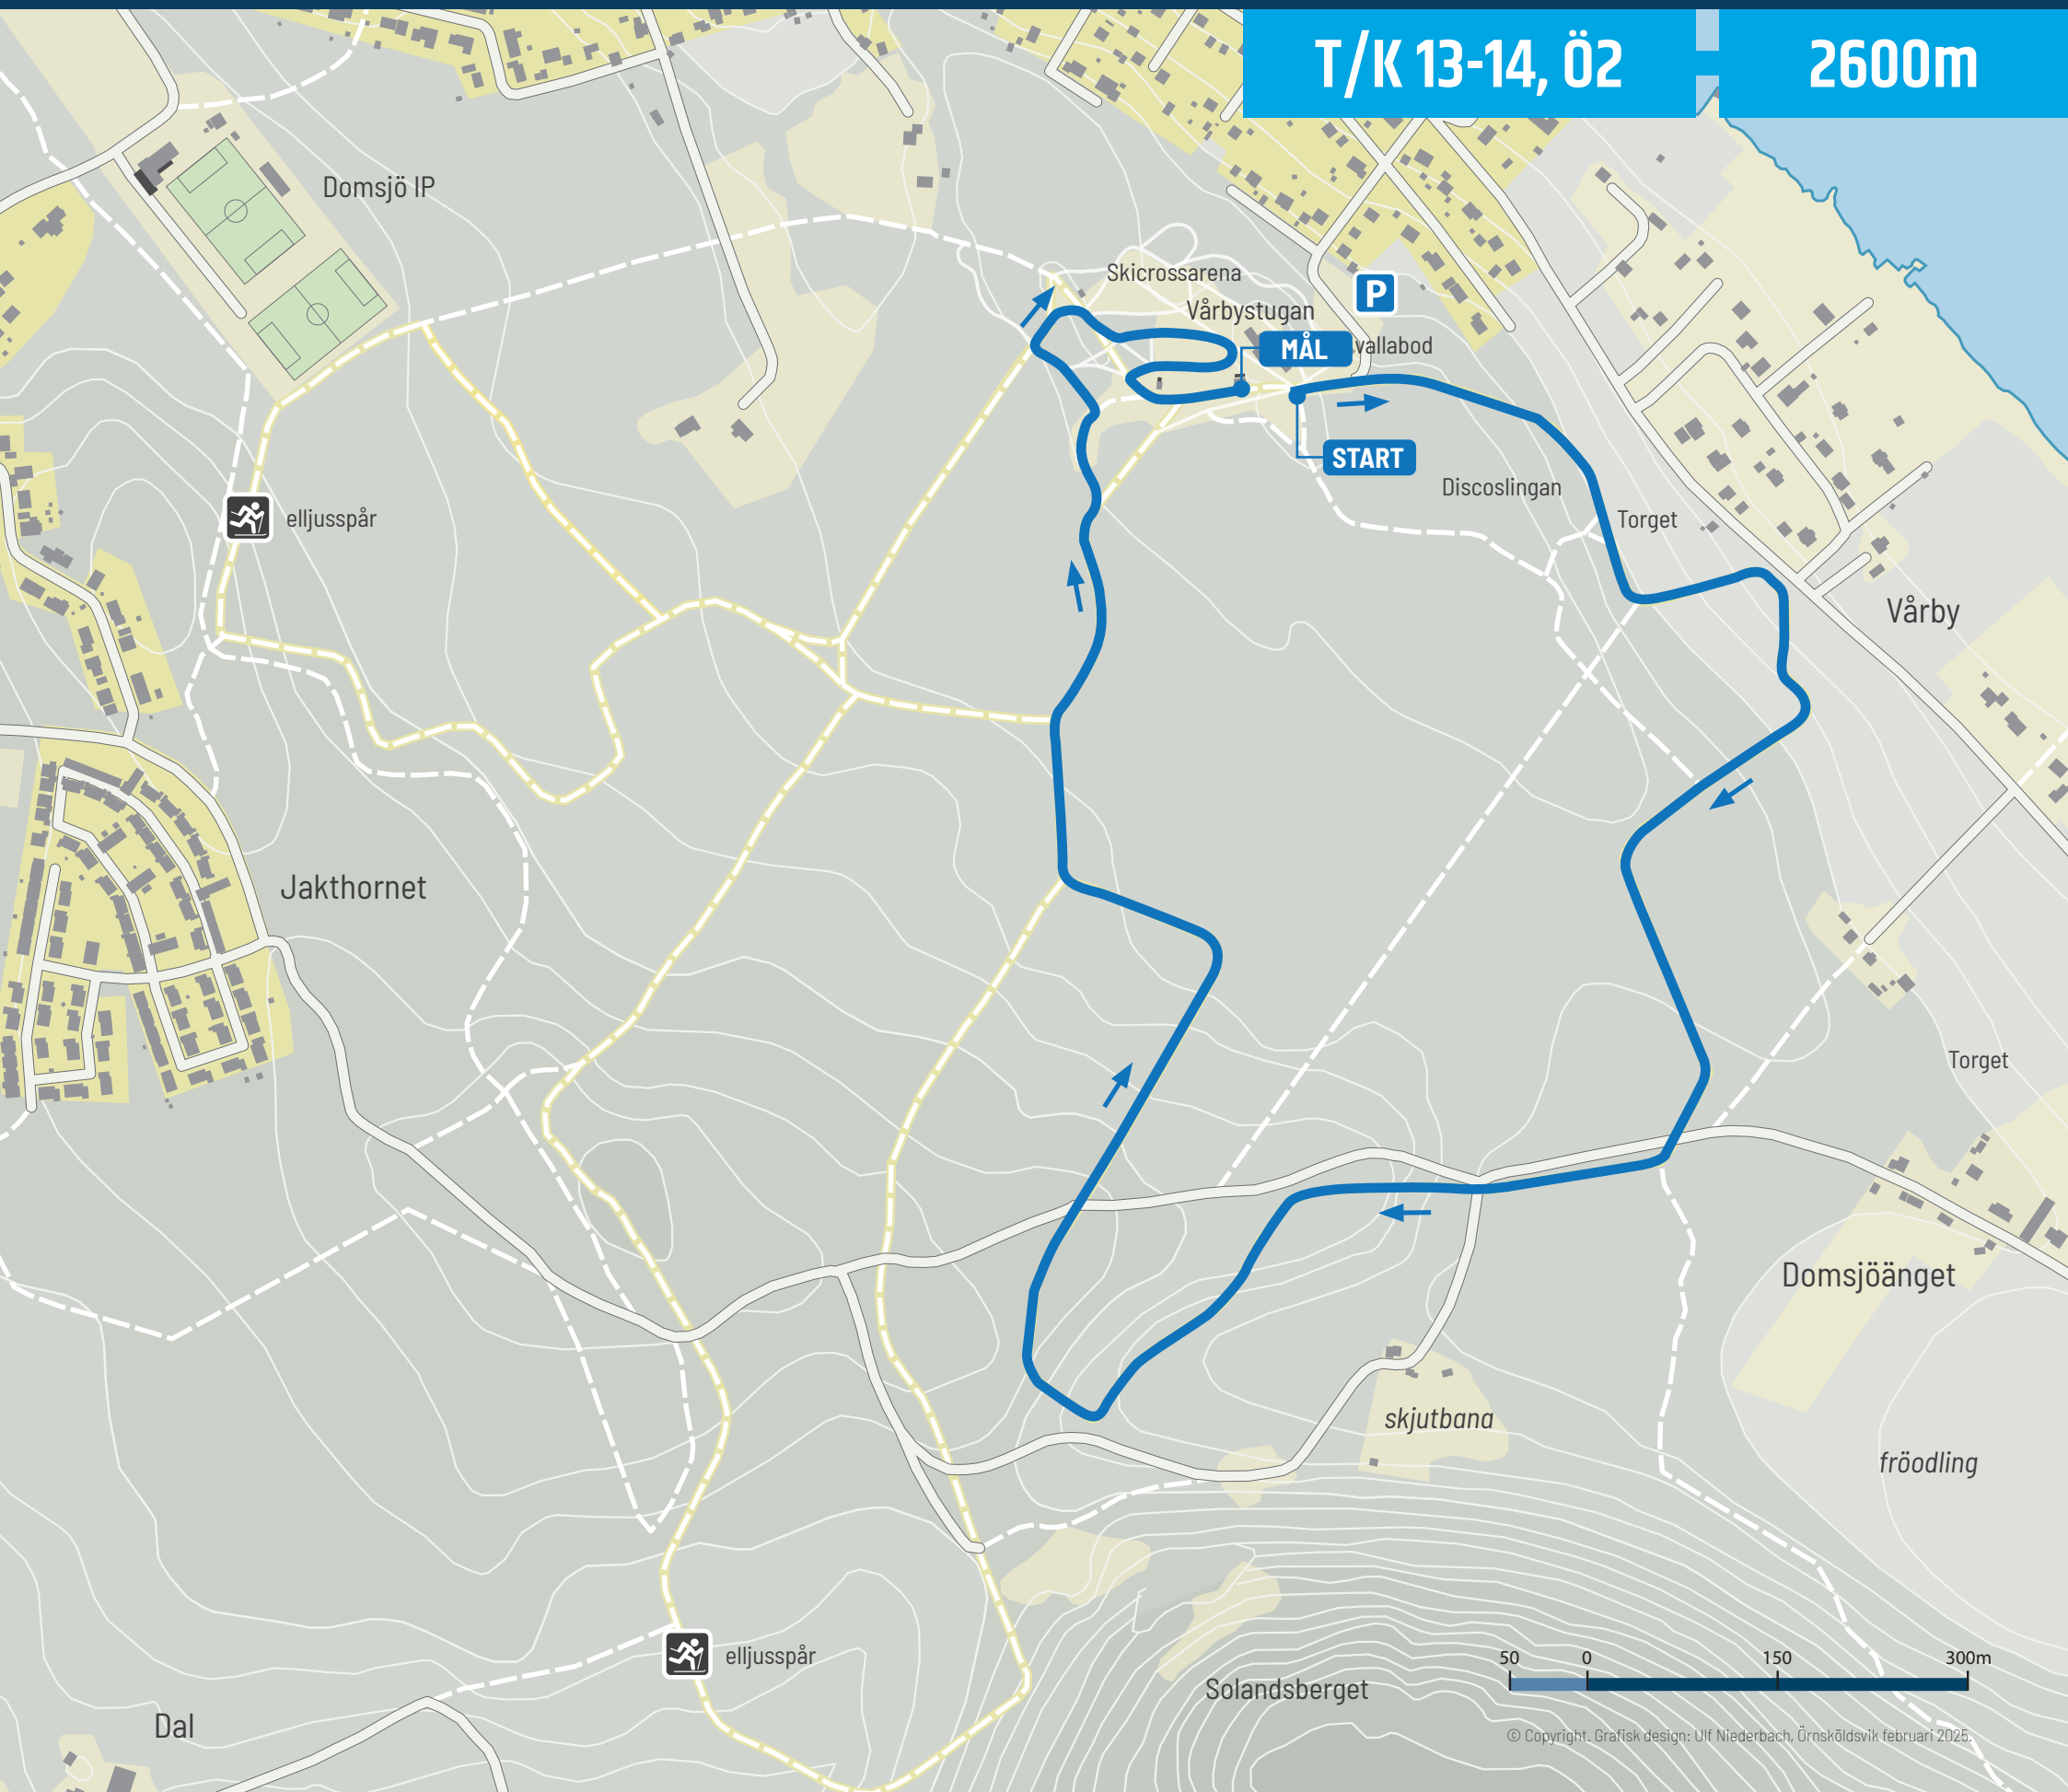 T/K 13-14, Ö2
2600m
Domsjö IP
Skicrossarena
Vårbystugan
P
MÅL
vallabod
START
Discoslingan
Torget
elljusspår
Vårby
Jakthornet
Torget
Domsjöänget
skjutbana
fröodling
elljusspår
Solandsberget
Dal
50 0 150 300m
© Copyright. Grafisk design: Ulf Niederbach, Örnsköldsvik februari 2025.